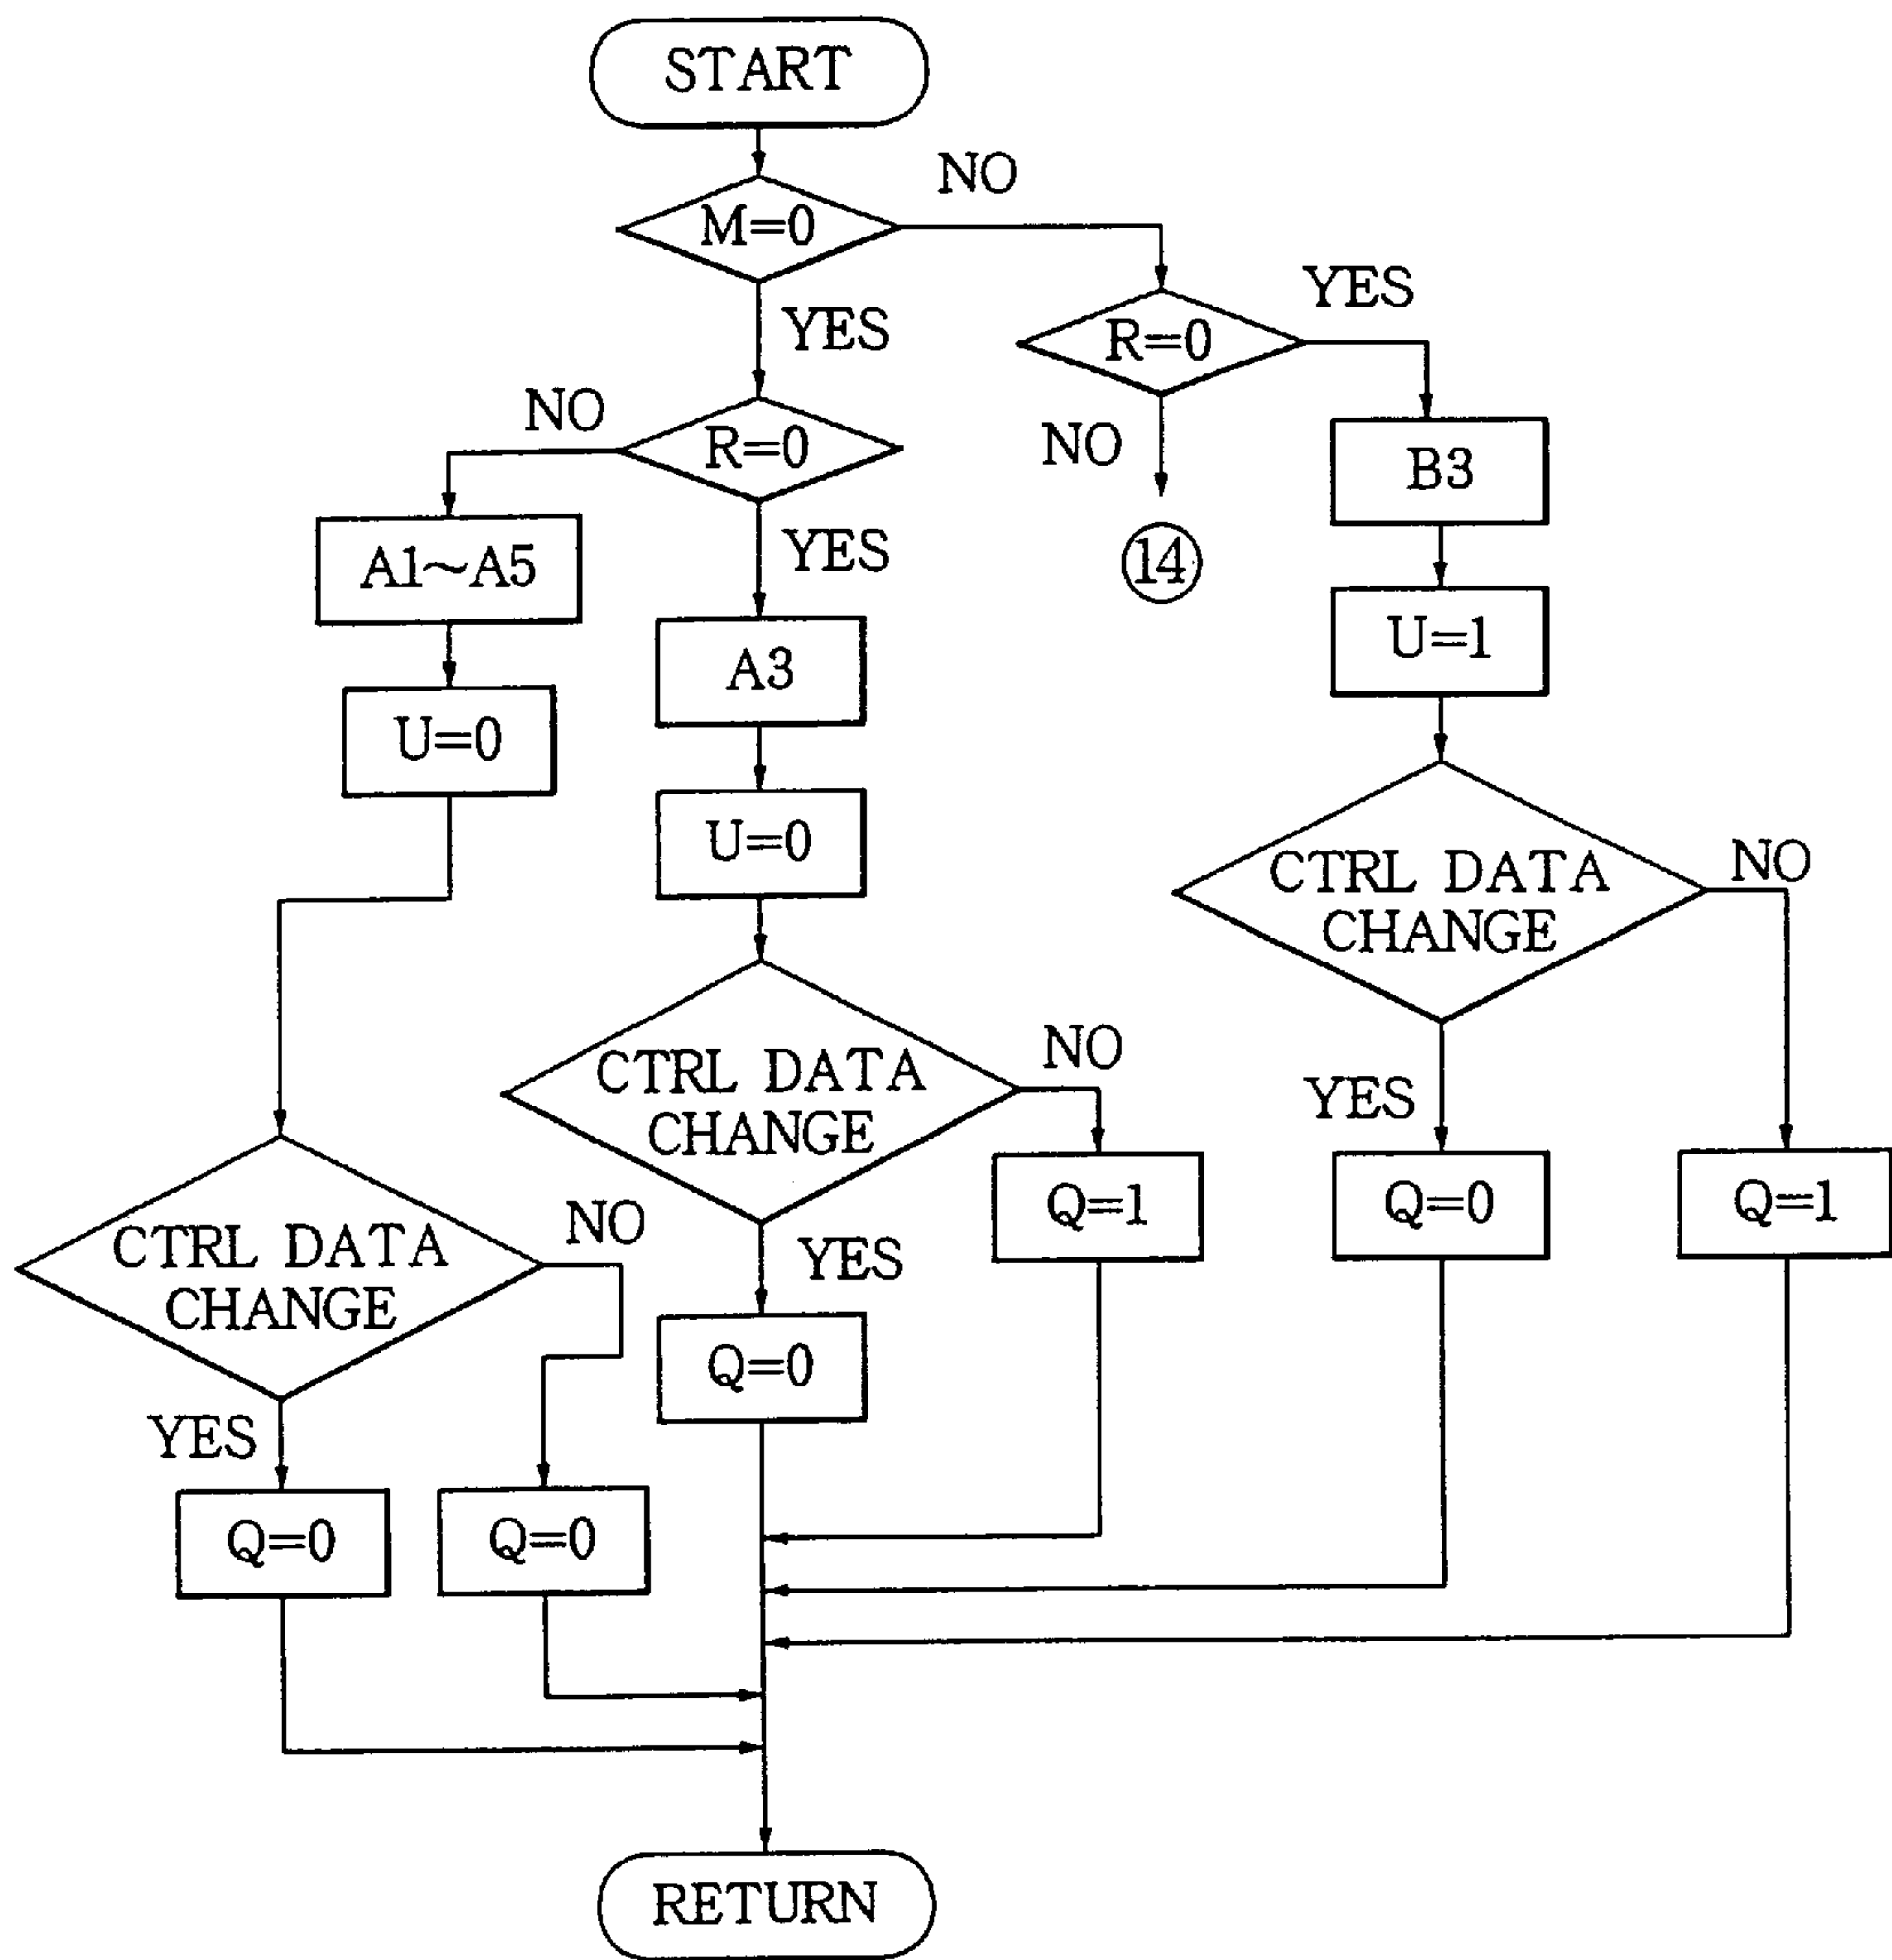 START
NO
M=0
YES
YES
R=0
NO
NO
R=0
B3
YES
14
A1~A5
A3
U=1
U=0
U=0
CTRL DATA
CHANGE
NO
CTRL DATA
CHANGE
NO
YES
Q=1
Q=0
Q=1
CTRL DATA
CHANGE
NO
YES
Q=0
YES
Q=0
Q=0
RETURN